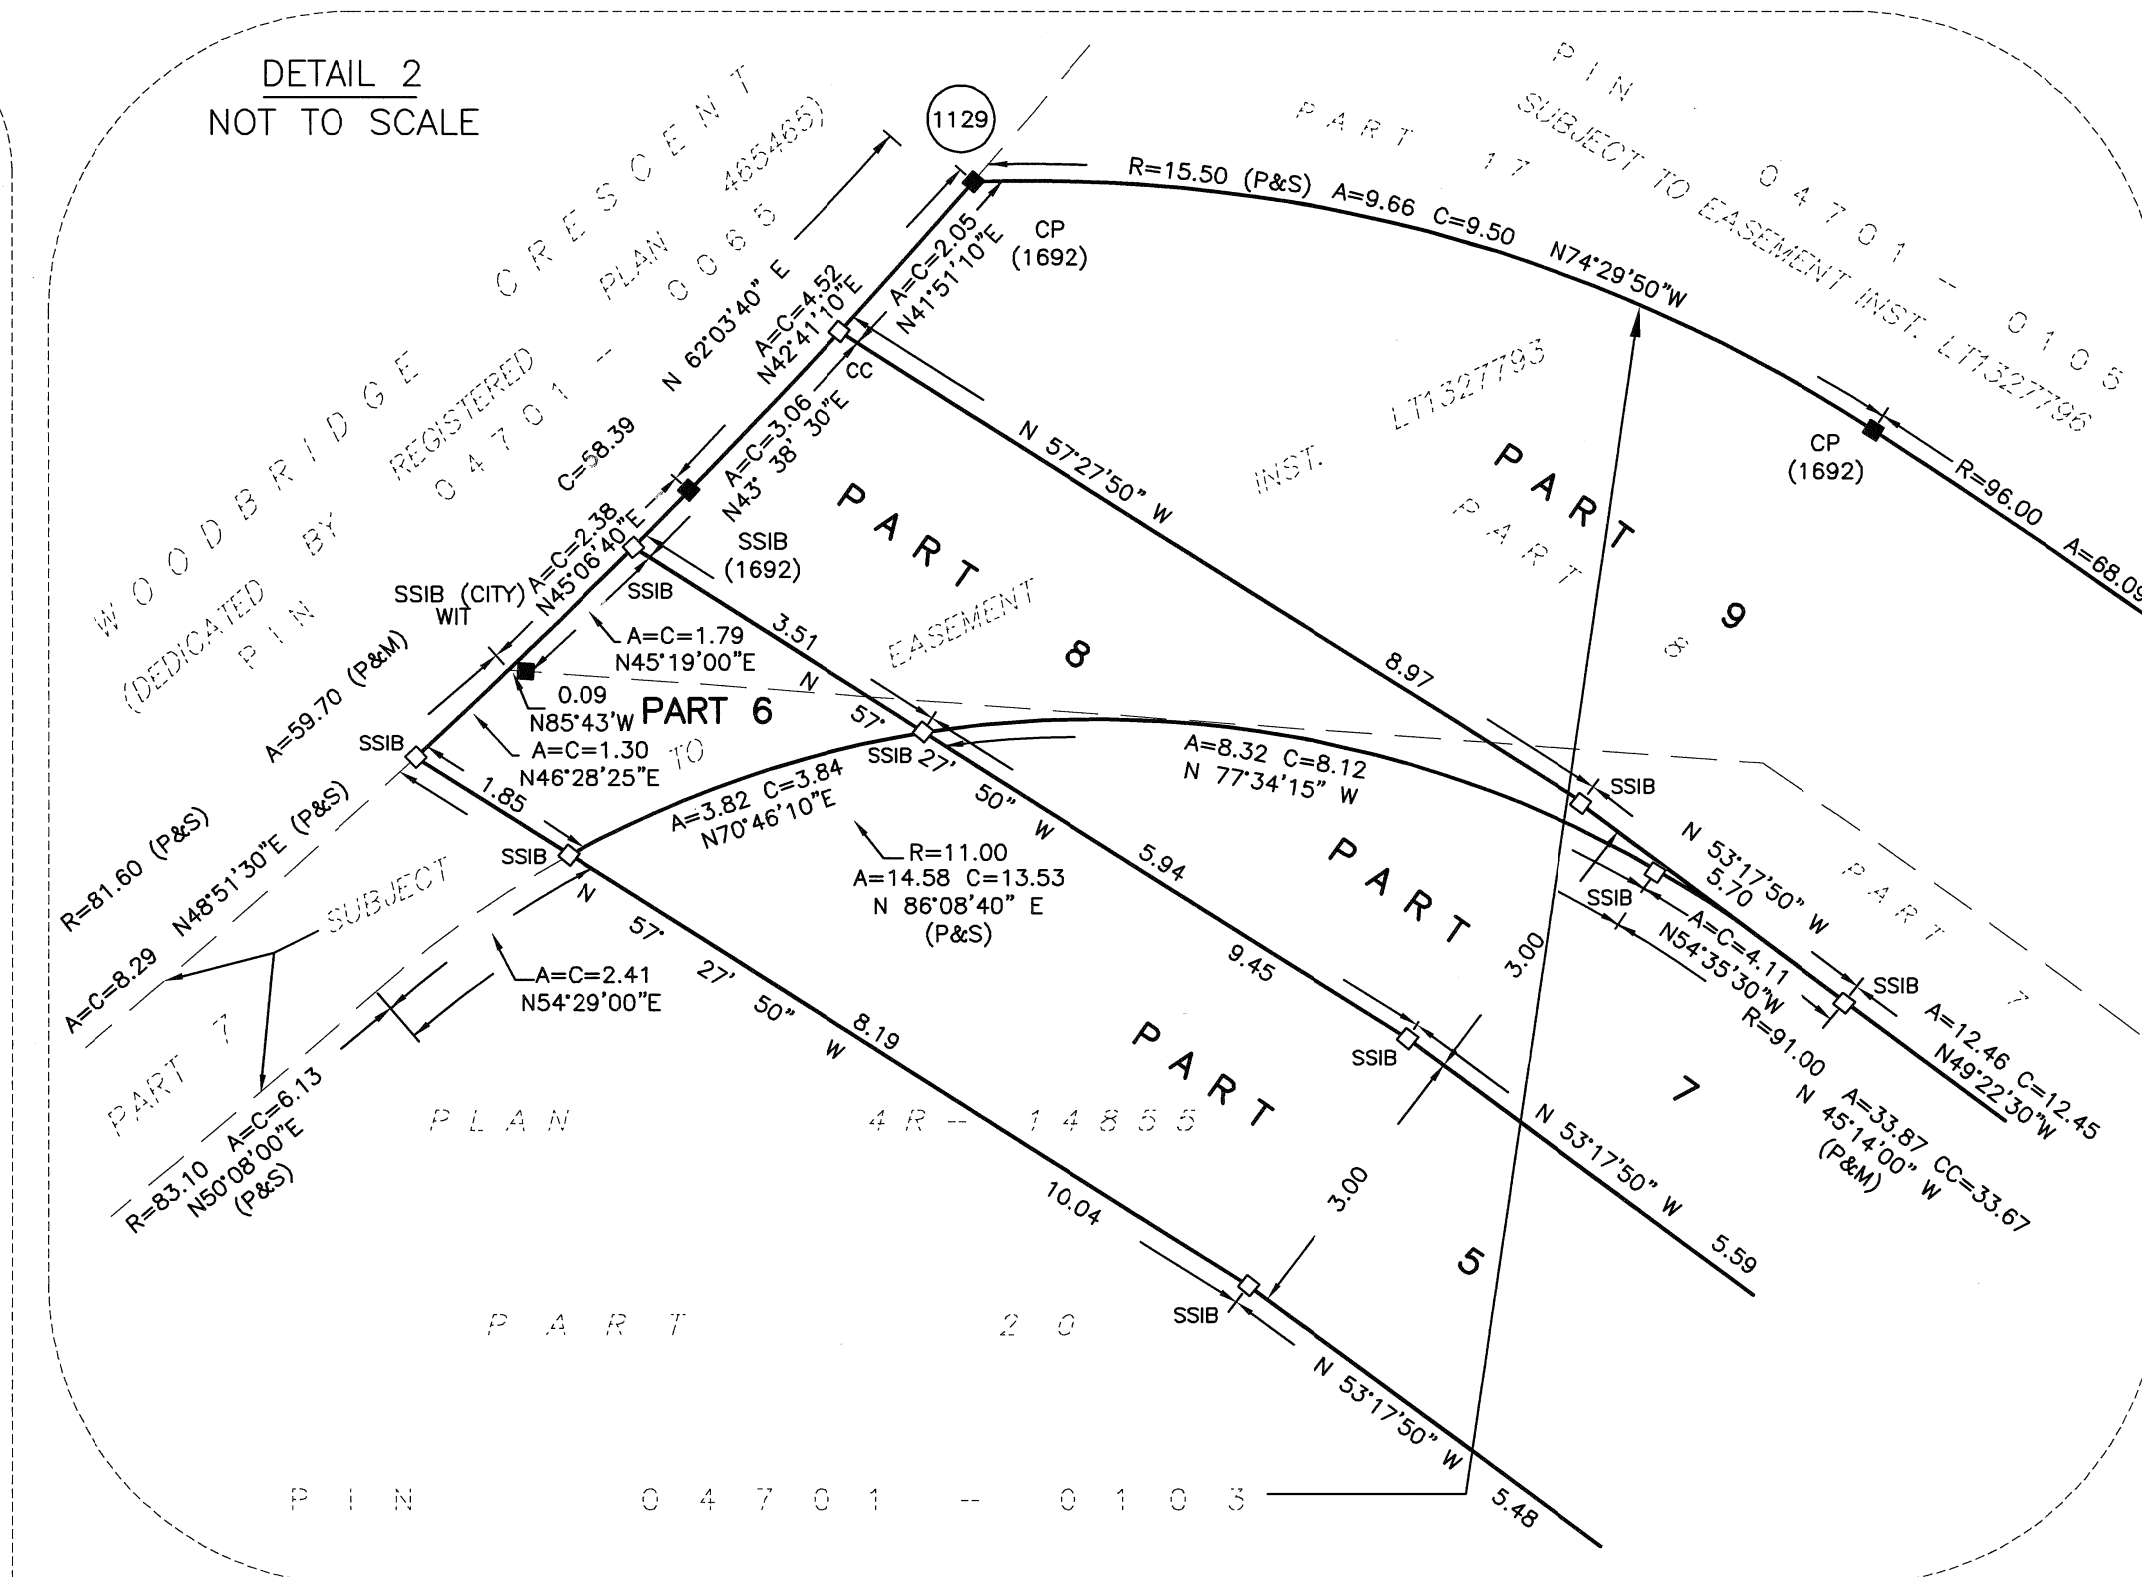 DETAIL 2
NOT TO SCALE
WOODBRIDGE CRESCENT
(DEDICATED BY REGISTERED PLAN 465465)
PIN 04701 - 0065
1129
R=15.50 (P&S) A=9.66 C=9.50 N74°29'50"W
PART 17
PIN 04701 - 0105
SUBJECT TO EASEMENT INST. LT1327796
CP
(1692)
A=C=2.05
N41°51'10"E
N 62°03'40" E
A=C=4.52
N42°41'10"E
CC
A=C=3.06
N43° 38' 30"E
C=58.39
SSIB
(1692)
A=C=2.38
N45°06'40"E
SSIB (CITY)
WIT
SSIB
A=59.70 (P&M)
R=81.60 (P&S)
A=C=8.29 N48°51'30"E (P&S)
A=C=1.79
N45°19'00"E
0.09
N85°43'W
PART 6
A=C=1.30
N46°28'25"E
SSIB
1.85
SSIB
3.51
N 57° 27' 50" W
SSIB
N 57°27'50" W
8.97
PART 8
INST. LT1327793
PART 8
PART 9
CP
(1692)
R=96.00 A=68.09
SUBJECT TO EASEMENT
A=3.82 C=3.84
N70°46'10"E
R=11.00
A=14.58 C=13.53
N 86°08'40" E
(P&S)
A=8.32 C=8.12
N 77°34'15" W
SSIB
N 53°17'50" W
5.70
SSIB
A=C=4.11
N54°35'30"W
SSIB
A=12.46 C=12.45
N49°22'30"W
R=91.00 A=33.87 CC=33.67
N 45°14'00" W
(P&M)
PART 7
PART 7
5.94
9.45
3.00
SSIB
N 53°17'50" W
5.59
A=C=2.41
N54°29'00"E
N 57° 27' 50" W
8.19
10.04
PART 7
R=83.10 A=C=6.13
N50°08'00"E
(P&S)
PLAN 4R-14855
PART 5
3.00
SSIB
N 53°17'50" W
5.48
PART 20
PIN 04701 - 0103